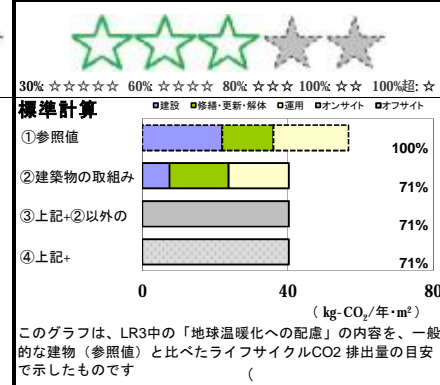 30% ☆☆☆☆☆ 60% ☆☆☆☆ 80% ☆☆☆ 100% ☆☆ 100%超: ☆
標準計算
建設 修繕・更新・解体 運用 オンサイト オフサイト
①参照値 100%
②建築物の取組み 71%
③上記+②以外の 71%
④上記+ 71%
0 40 80
( kg-CO₂/年・m² )
このグラフは、LR3中の「地球温暖化への配慮」の内容を、一般
的な建物（参照値）と比べたライフサイクルCO2 排出量の目安
で示したものです (